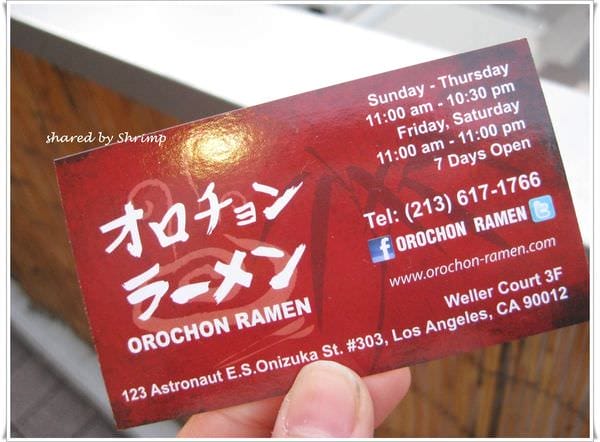 shared by Shrimp
Sunday - Thursday
11:00 am - 10:30 pm
Friday, Saturday
11:00 am - 11:00 pm
7 Days Open
オロチョン
ラーメン
OROCHON RAMEN
Tel: (213) 617-1766
f OROCHON RAMEN t
www.orochon-ramen.com
Weller Court 3F
123 Astronaut E.S.Onizuka St. #303, Los Angeles, CA 90012